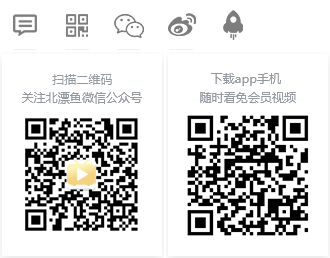 扫描二维码
关注北漂鱼微信公众号
下载app手机
随时看免会员视频